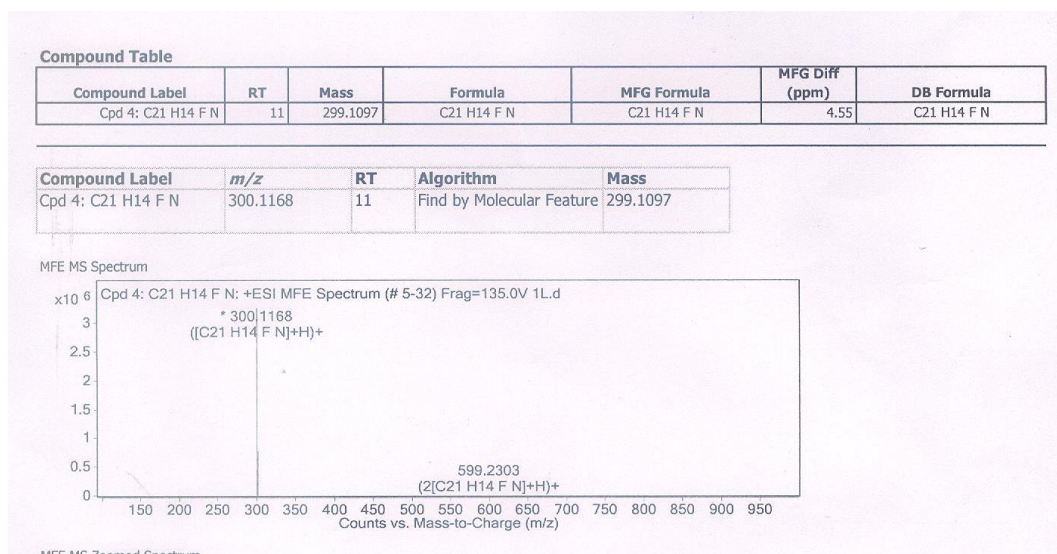 Compound Table
Compound Label RT Mass Formula MFG Formula MFG Diff (ppm) DB Formula
Cpd 4: C21 H14 F N 11 299.1097 C21 H14 F N C21 H14 F N 4.55 C21 H14 F N
Compound Label m/z RT Algorithm Mass
Cpd 4: C21 H14 F N 300.1168 11 Find by Molecular Feature 299.1097
MFE MS Spectrum
x10 6 Cpd 4: C21 H14 F N: +ESI MFE Spectrum (# 5-32) Frag=135.0V 1L.d
* 300.1168
([C21 H14 F N]+H)+
3
2.5
2
1.5
1
0.5
0
599.2303
(2[C21 H14 F N]+H)+
150 200 250 300 350 400 450 500 550 600 650 700 750 800 850 900 950
Counts vs. Mass-to-Charge (m/z)
MFE MS Zoomed Spectrum